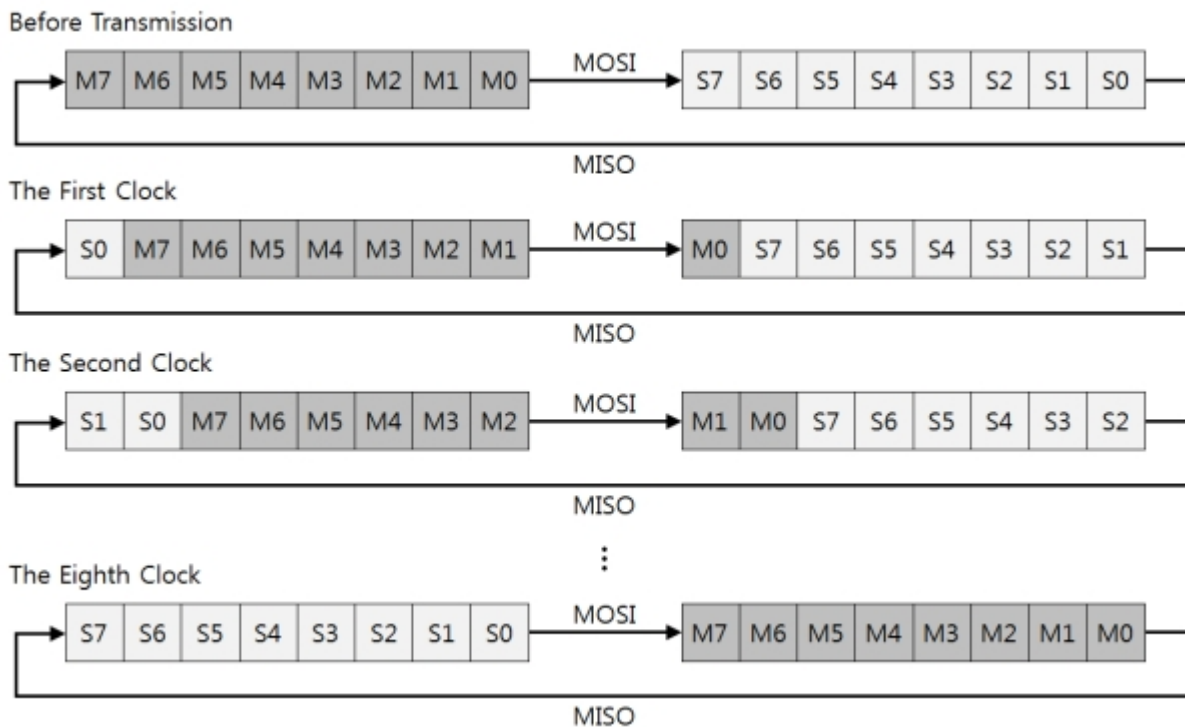 Before Transmission
M7 M6 M5 M4 M3 M2 M1 M0 MOSI S7 S6 S5 S4 S3 S2 S1 S0
MISO
The First Clock
S0 M7 M6 M5 M4 M3 M2 M1 MOSI M0 S7 S6 S5 S4 S3 S2 S1
MISO
The Second Clock
S1 S0 M7 M6 M5 M4 M3 M2 MOSI M1 M0 S7 S6 S5 S4 S3 S2
MISO
⋮
The Eighth Clock
S7 S6 S5 S4 S3 S2 S1 S0 MOSI M7 M6 M5 M4 M3 M2 M1 M0
MISO